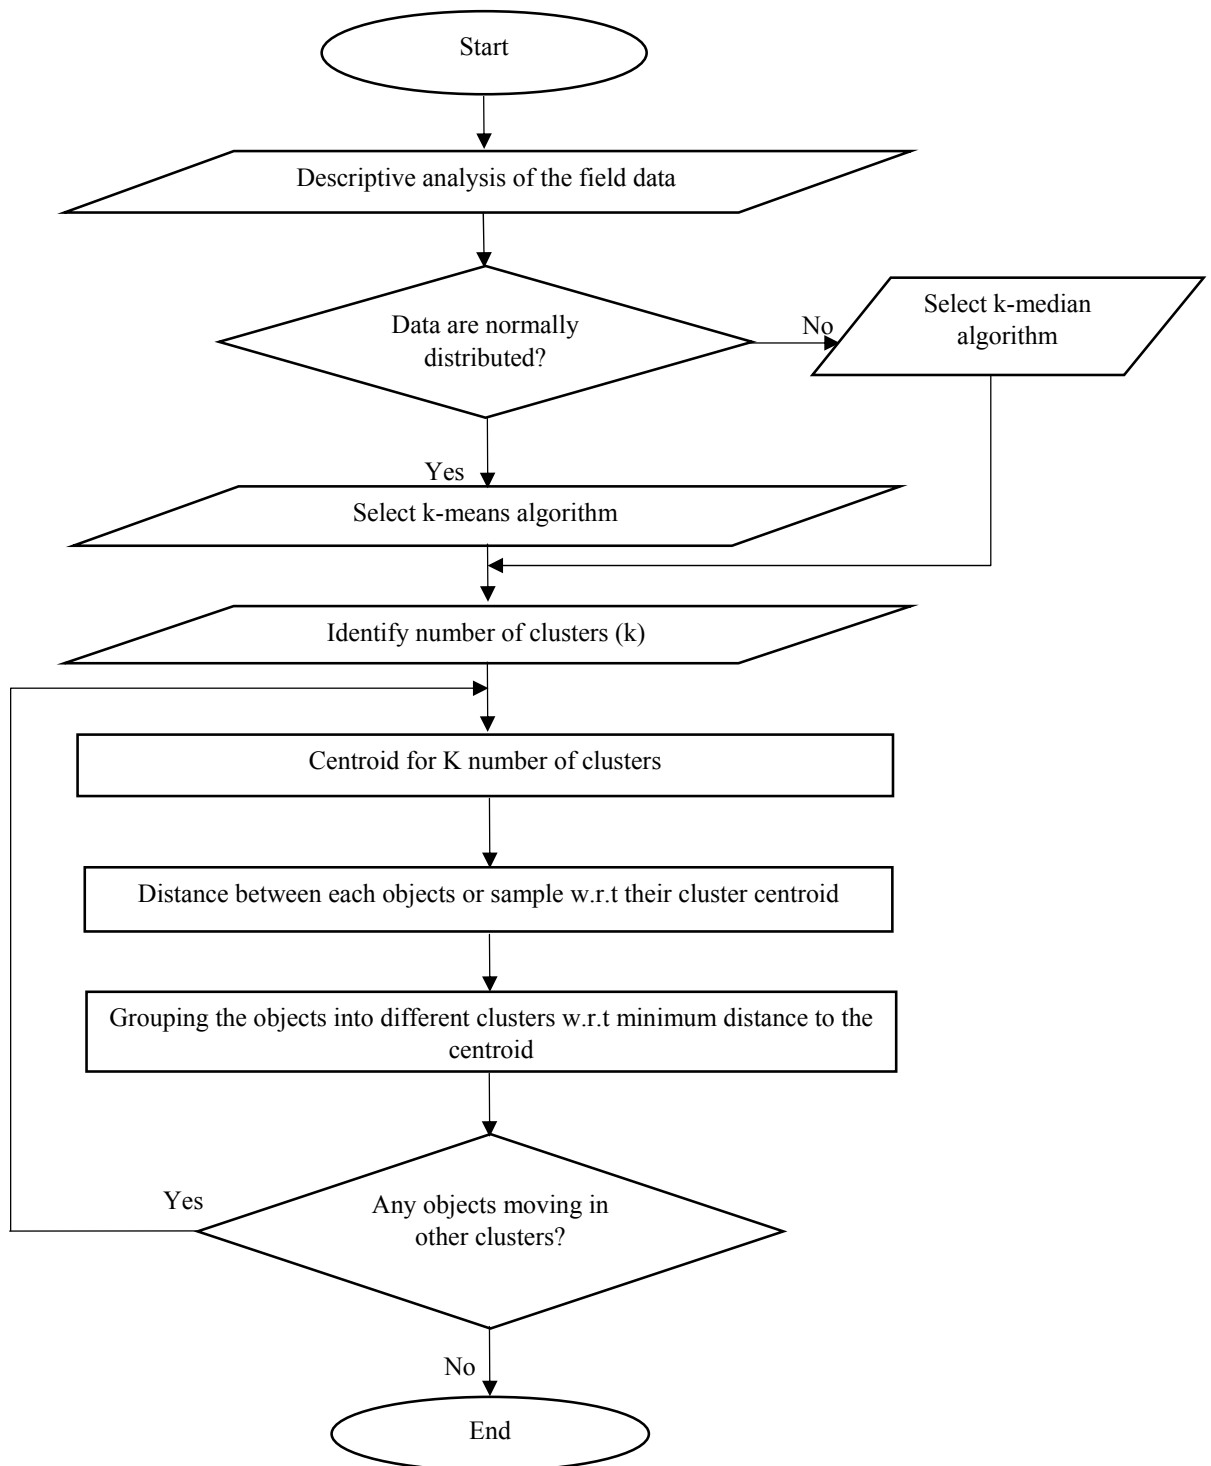 Start
Descriptive analysis of the field data
Data are normally
distributed?
No
Select k-median
algorithm
Yes
Select k-means algorithm
Identify number of clusters (k)
Centroid for K number of clusters
Distance between each objects or sample w.r.t their cluster centroid
Grouping the objects into different clusters w.r.t minimum distance to the
centroid
Yes
Any objects moving in
other clusters?
No
End